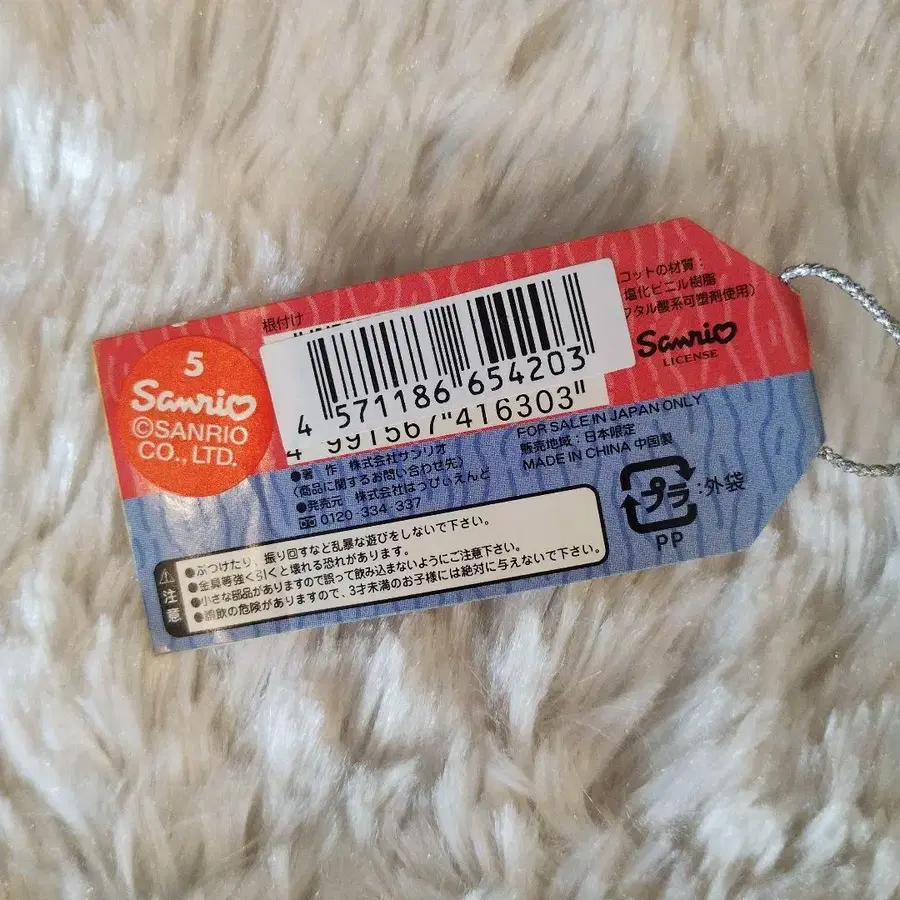 根付け
コットの材質：
塩化ビニル樹脂
フタル酸系可塑剤使用）
Sanrio
LICENSE
5
Sanrio
©SANRIO
CO., LTD.
4 571186 654203
4 991567 416303
●著　作　株式会社サンリオ
（商品に関するお問い合わせ先）
●発売元　株式会社はっぴぃえんど
0120-334-337
FOR SALE IN JAPAN ONLY
販売地域：日本限定
MADE IN CHINA 中国製
プラ：外袋
PP
注意
●ぶつけたり、振り回すなど乱暴な遊びをしないで下さい。
●金具等強く引くと壊れる恐れがあります。
●小さな部品がありますので誤って飲み込まないようにご注意下さい。
●誤飲の危険がありますので、3才未満のお子様には絶対に与えないで下さい。